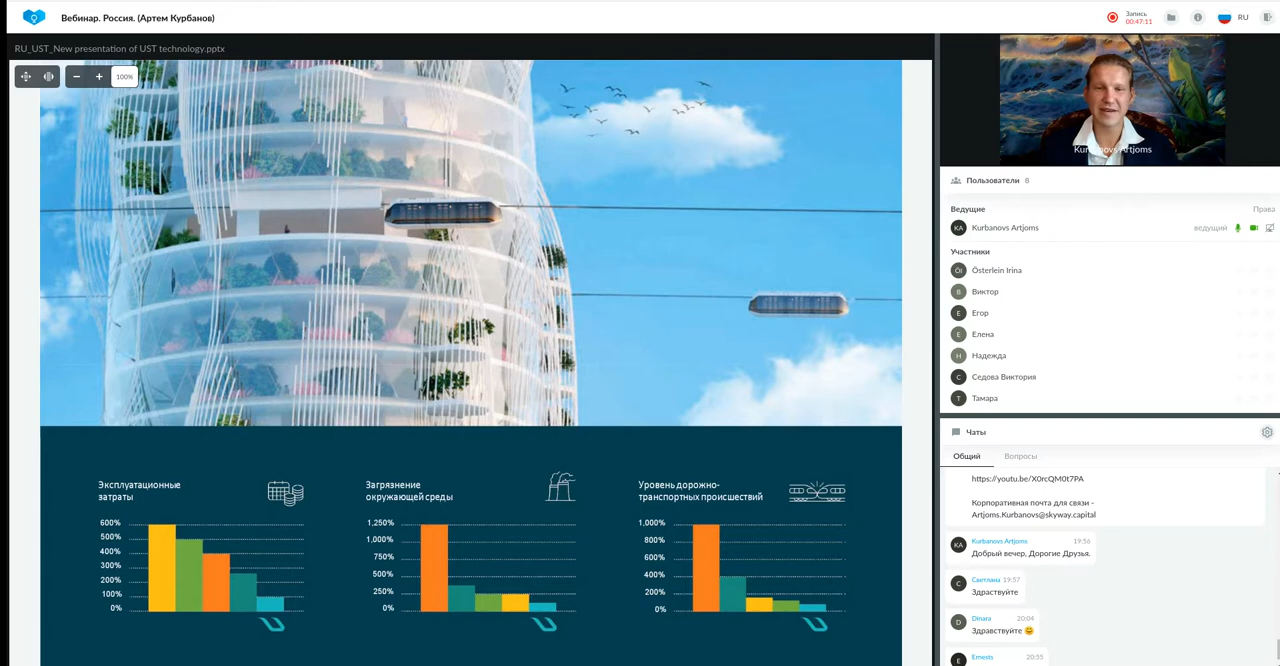 Вебинар. Россия. (Артем Курбанов)
Запись
00:47:11
RU
RU_UST_New presentation of UST technology.pptx
100%
Kurbanovs Artjoms
Пользователи 8
Ведущие
Права
KA
Kurbanovs Artjoms
ведущий
Участники
ÖI
Österlein Irina
В
Виктор
Е
Егор
Е
Елена
Н
Надежда
С
Седова Виктория
Т
Тамара
Чаты
Общий
Вопросы
https://youtu.be/X0rcQM0t7PA
Корпоративная почта для связи -
Artjoms.Kurbanovs@skyway.capital
KA
Kurbanovs Artjoms
19:56
Добрый вечер, Дорогие Друзья.
С
Светлана 19:57
Здраствуйте
D
Dinara
20:04
Здравствуйте
E
Ernests
20:55
Эксплуатационные
затраты
600%
500%
400%
300%
200%
100%
0%
Загрязнение
окружающей среды
1,250%
1,000%
750%
500%
250%
0%
Уровень дорожно-
транспортных происшествий
1,000%
800%
600%
400%
200%
0%